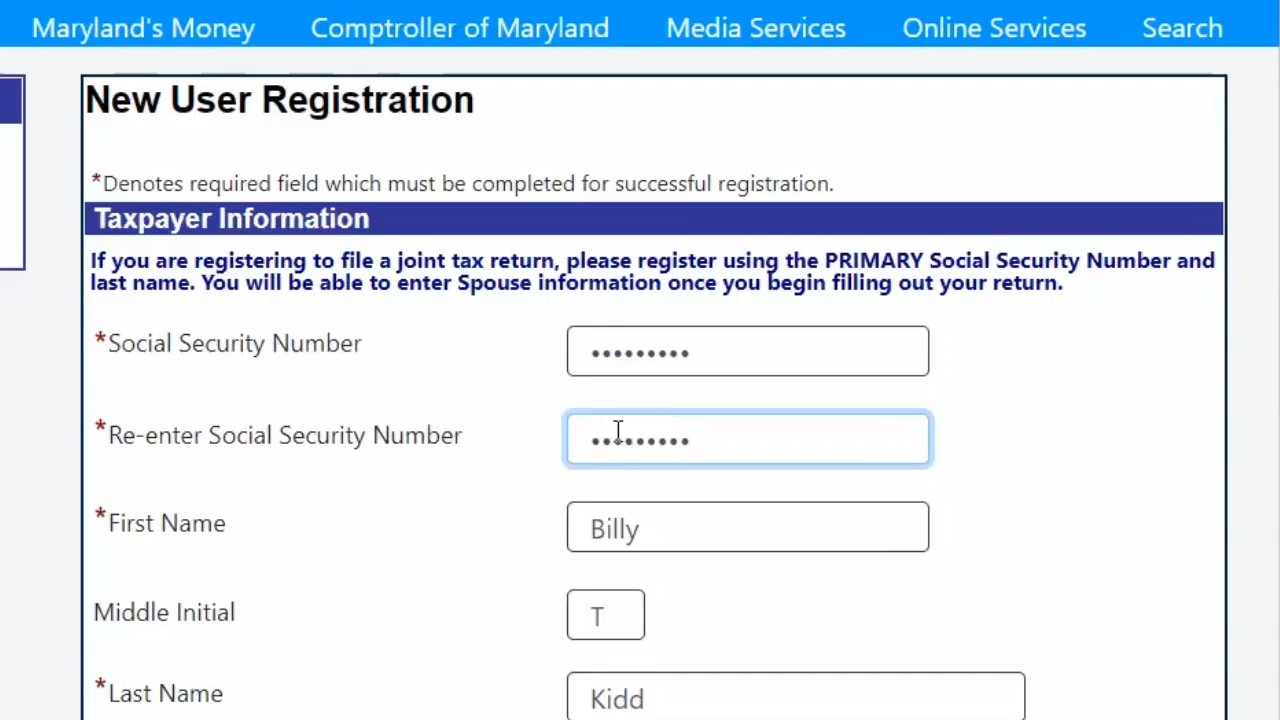 Maryland's Money Comptroller of Maryland Media Services Online Services Search
New User Registration
*Denotes required field which must be completed for successful registration.
Taxpayer Information
If you are registering to file a joint tax return, please register using the PRIMARY Social Security Number and
last name. You will be able to enter Spouse information once you begin filling out your return.
*Social Security Number •••••••••
*Re-enter Social Security Number •••••••••
*First Name Billy
Middle Initial T
*Last Name Kidd